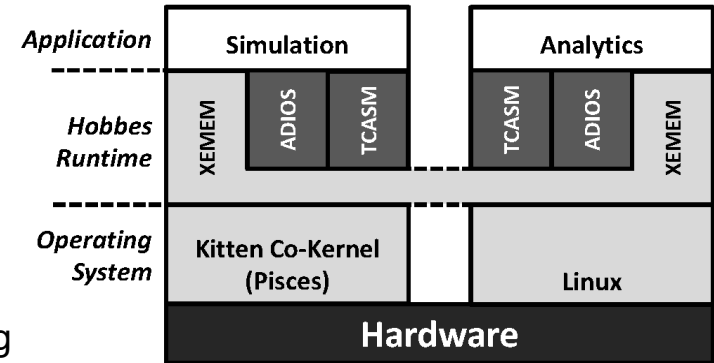 Application
Simulation
Analytics
Hobbes
Runtime
XEMEM
ADIOS
TCASM
TCASM
ADIOS
XEMEM
Operating
System
Kitten Co-Kernel
(Pisces)
Linux
Hardware
g